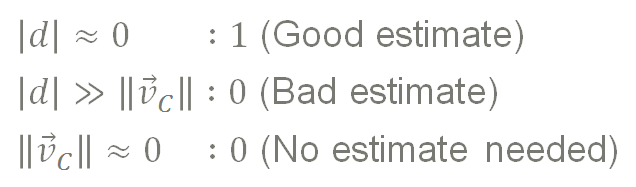 |d| ≈ 0 : 1 (Good estimate)
|d| ≫ ‖v⃗_C‖ : 0 (Bad estimate)
‖v⃗_C‖ ≈ 0 : 0 (No estimate needed)